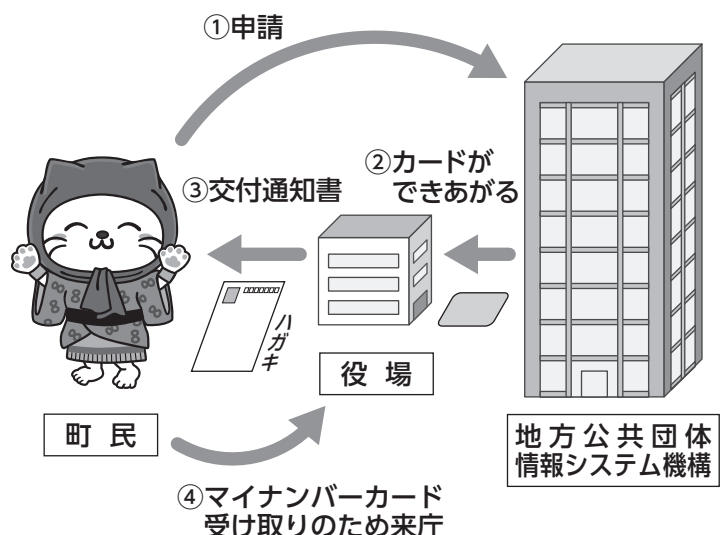 ①申請
②カードが
できあがる
③交付通知書
ハガキ
役場
町民
地方公共団体
情報システム機構
④マイナンバーカード
受け取りのため来庁